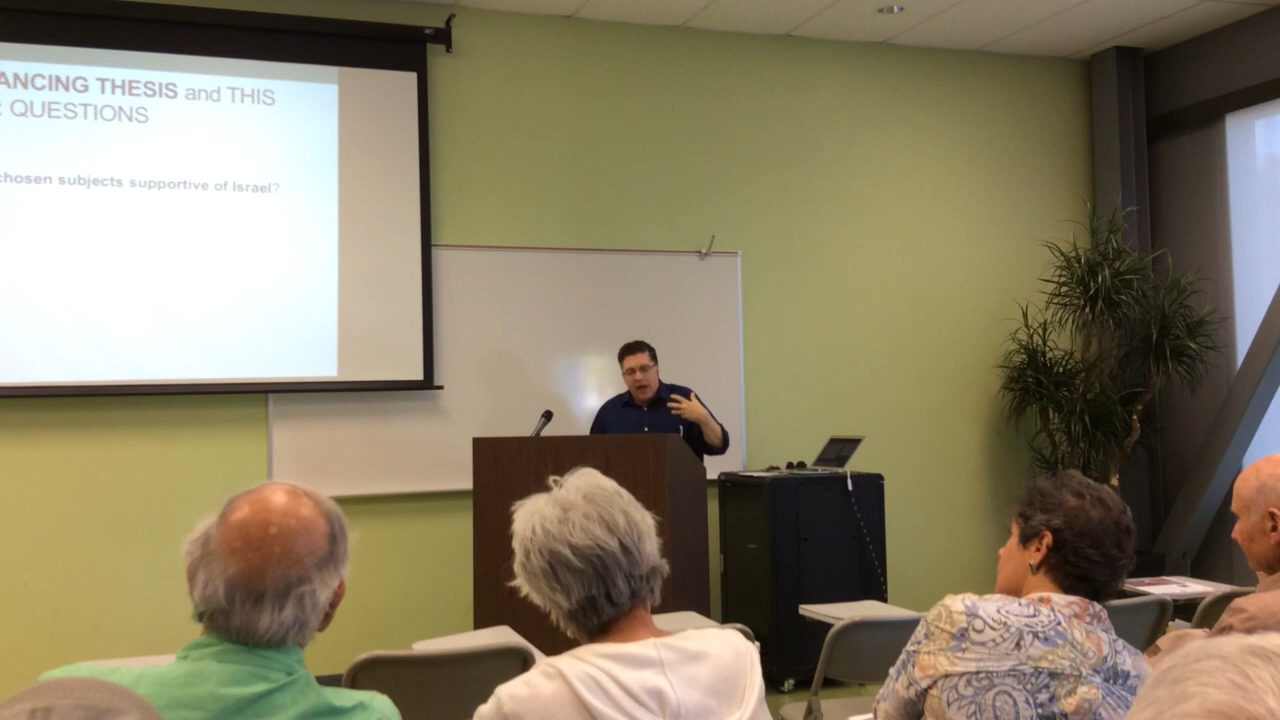 ANCING THESIS and THIS
: QUESTIONS
chosen subjects supportive of Israel?